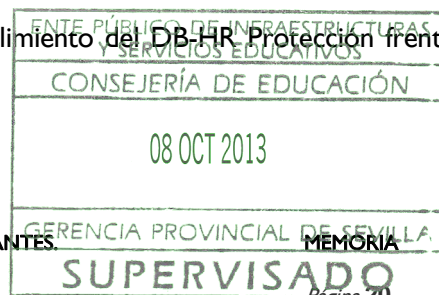 ENTE PÚBLICO DE INFRAESTRUCTURAS
limiento del DB-HR Protección frent
Y SERVICIOS EDUCATIVOS
CONSEJERÍA DE EDUCACIÓN
08 OCT 2013
GERENCIA PROVINCIAL DE SEVILLA
ANTES. MEMORIA
SUPERVISADO
Página 20